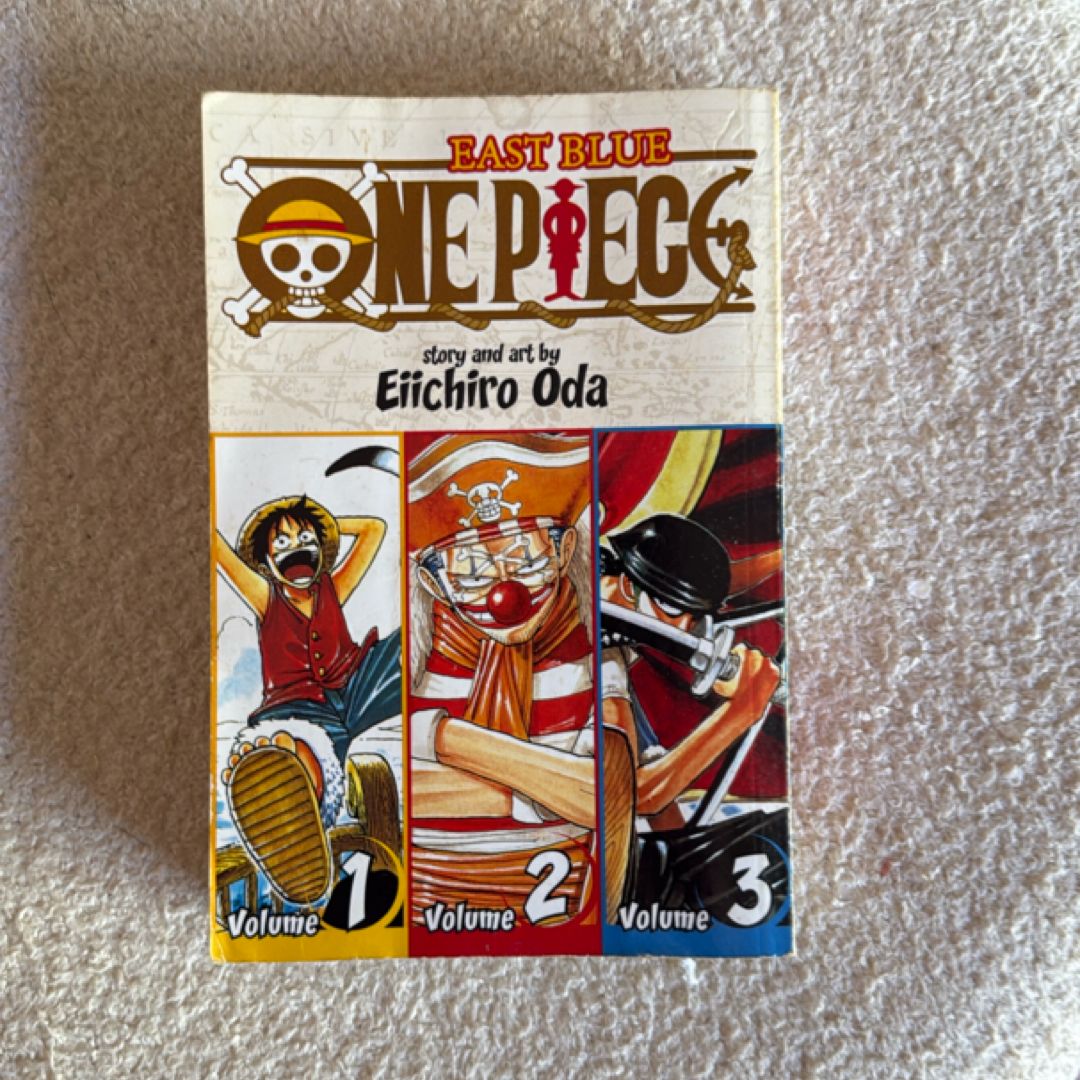 EAST BLUE
ONE PIECE
story and art by
Eiichiro Oda
Volume 1
Volume 2
Volume 3